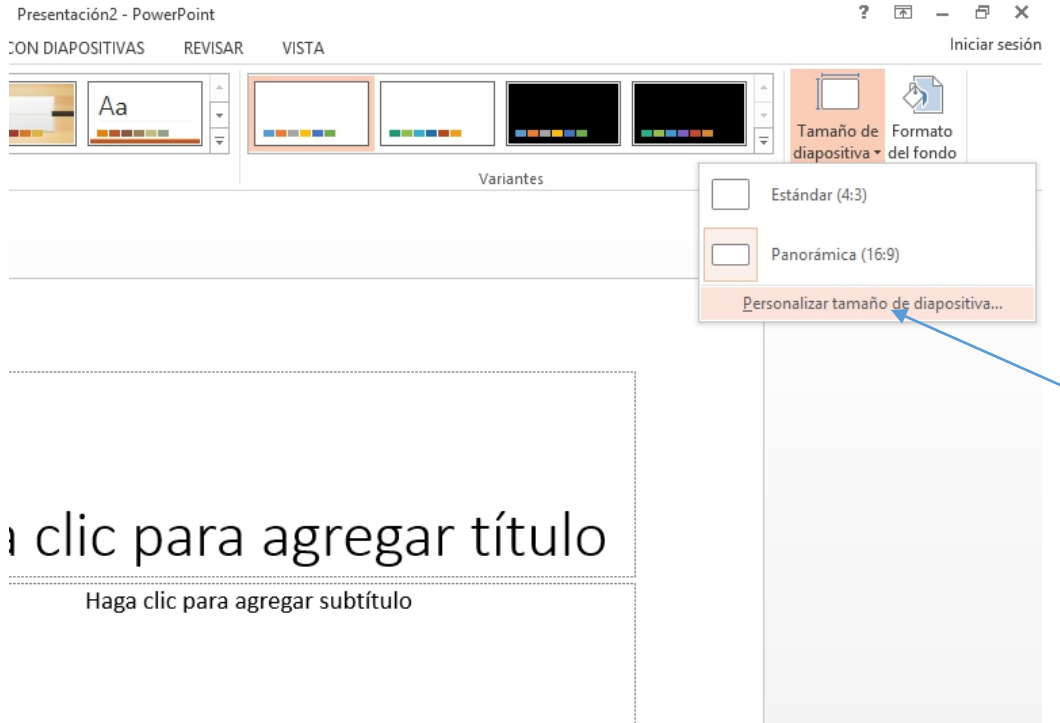 Presentación2 - PowerPoint
?
CON DIAPOSITIVAS REVISAR VISTA Iniciar sesión
Aa
Tamaño de diapositiva
Formato del fondo
Variantes
Estándar (4:3)
Panorámica (16:9)
Personalizar tamaño de diapositiva...
clic para agregar título
Haga clic para agregar subtítulo